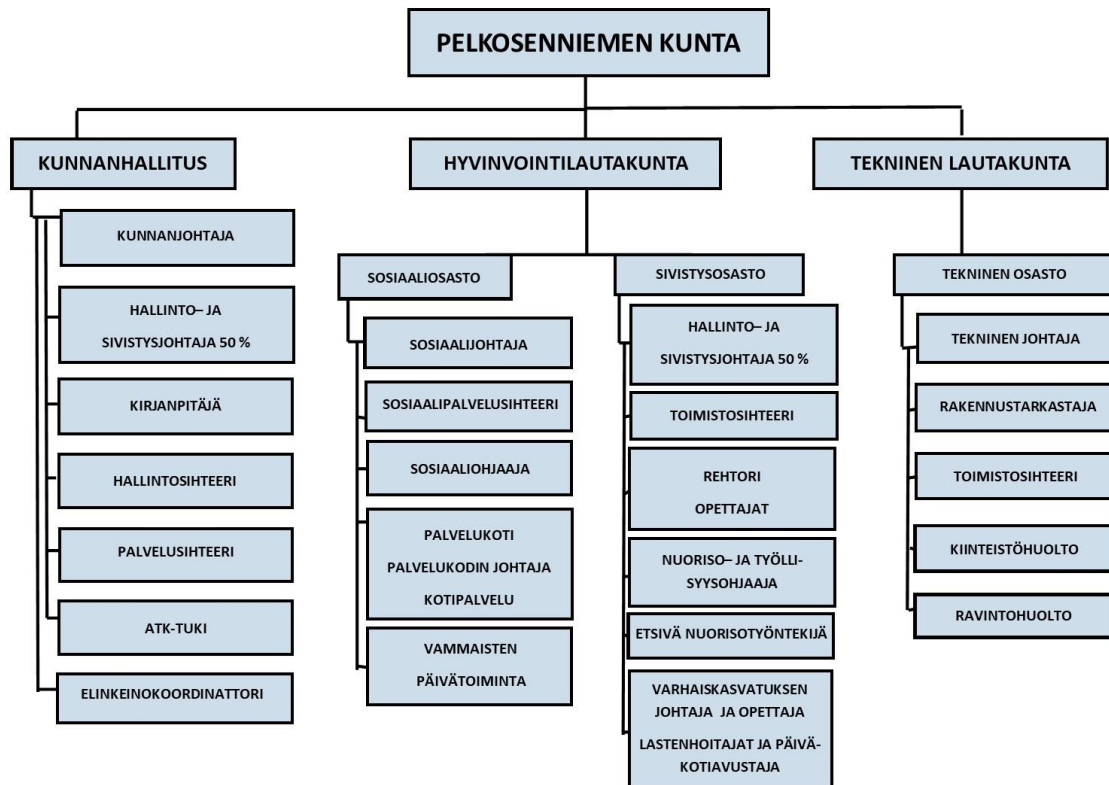 PELKOSENNIEMEN KUNTA
KUNNANHALLITUS
KUNNANJOHTAJA
HALLINTO– JA
SIVISTYSJOHTAJA 50 %
KIRJANPITÄJÄ
HALLINTOSIHTEERI
PALVELUSIHTEERI
ATK-TUKI
ELINKEINOKOORDINATTORI
HYVINVOINTILAUTAKUNTA
SOSIAALIOSASTO
SOSIAALIJOHTAJA
SOSIAALIPALVELUSIHTEERI
SOSIAALIOHJAAJA
PALVELUKOTI
PALVELUKODIN JOHTAJA
KOTIPALVELU
VAMMAISTEN
PÄIVÄTOIMINTA
SIVISTYSOSASTO
HALLINTO– JA
SIVISTYSJOHTAJA 50 %
TOIMISTOSIHTEERI
REHTORI
OPETTAJAT
NUORISO– JA TYÖLLI-
SYYSOHJAAJA
ETSIVÄ NUORISOTYÖNTEKIJÄ
VARHAISKASVATUKSEN
JOHTAJA JA OPETTAJA
LASTENHOITAJAT JA PÄIVÄ-
KOTIAVUSTAJA
TEKNINEN LAUTAKUNTA
TEKNINEN OSASTO
TEKNINEN JOHTAJA
RAKENNUSTARKASTAJA
TOIMISTOSIHTEERI
KIINTEISTÖHUOLTO
RAVINTOHUOLTO